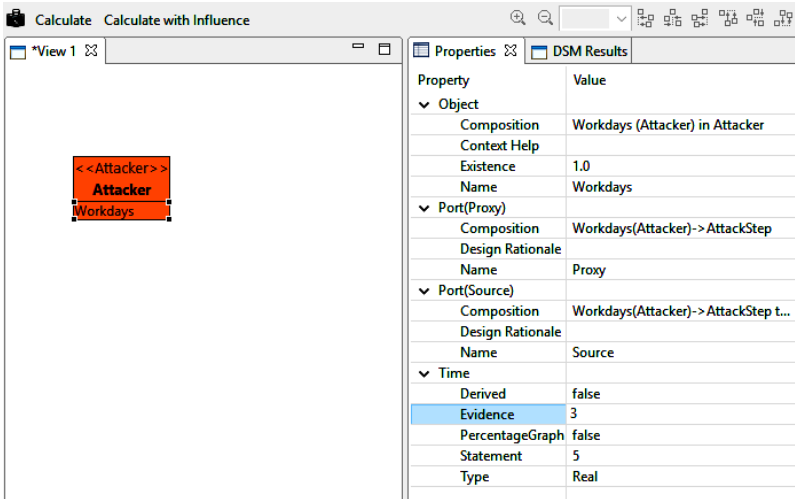 Calculate Calculate with Influence
*View 1
Properties DSM Results
<<Attacker>>
Attacker
Workdays
Property Value
Object
Composition Workdays (Attacker) in Attacker
Context Help
Existence 1.0
Name Workdays
Port(Proxy)
Composition Workdays(Attacker)->AttackStep
Design Rationale
Name Proxy
Port(Source)
Composition Workdays(Attacker)->AttackStep t...
Design Rationale
Name Source
Time
Derived false
Evidence 3
PercentageGraph false
Statement 5
Type Real